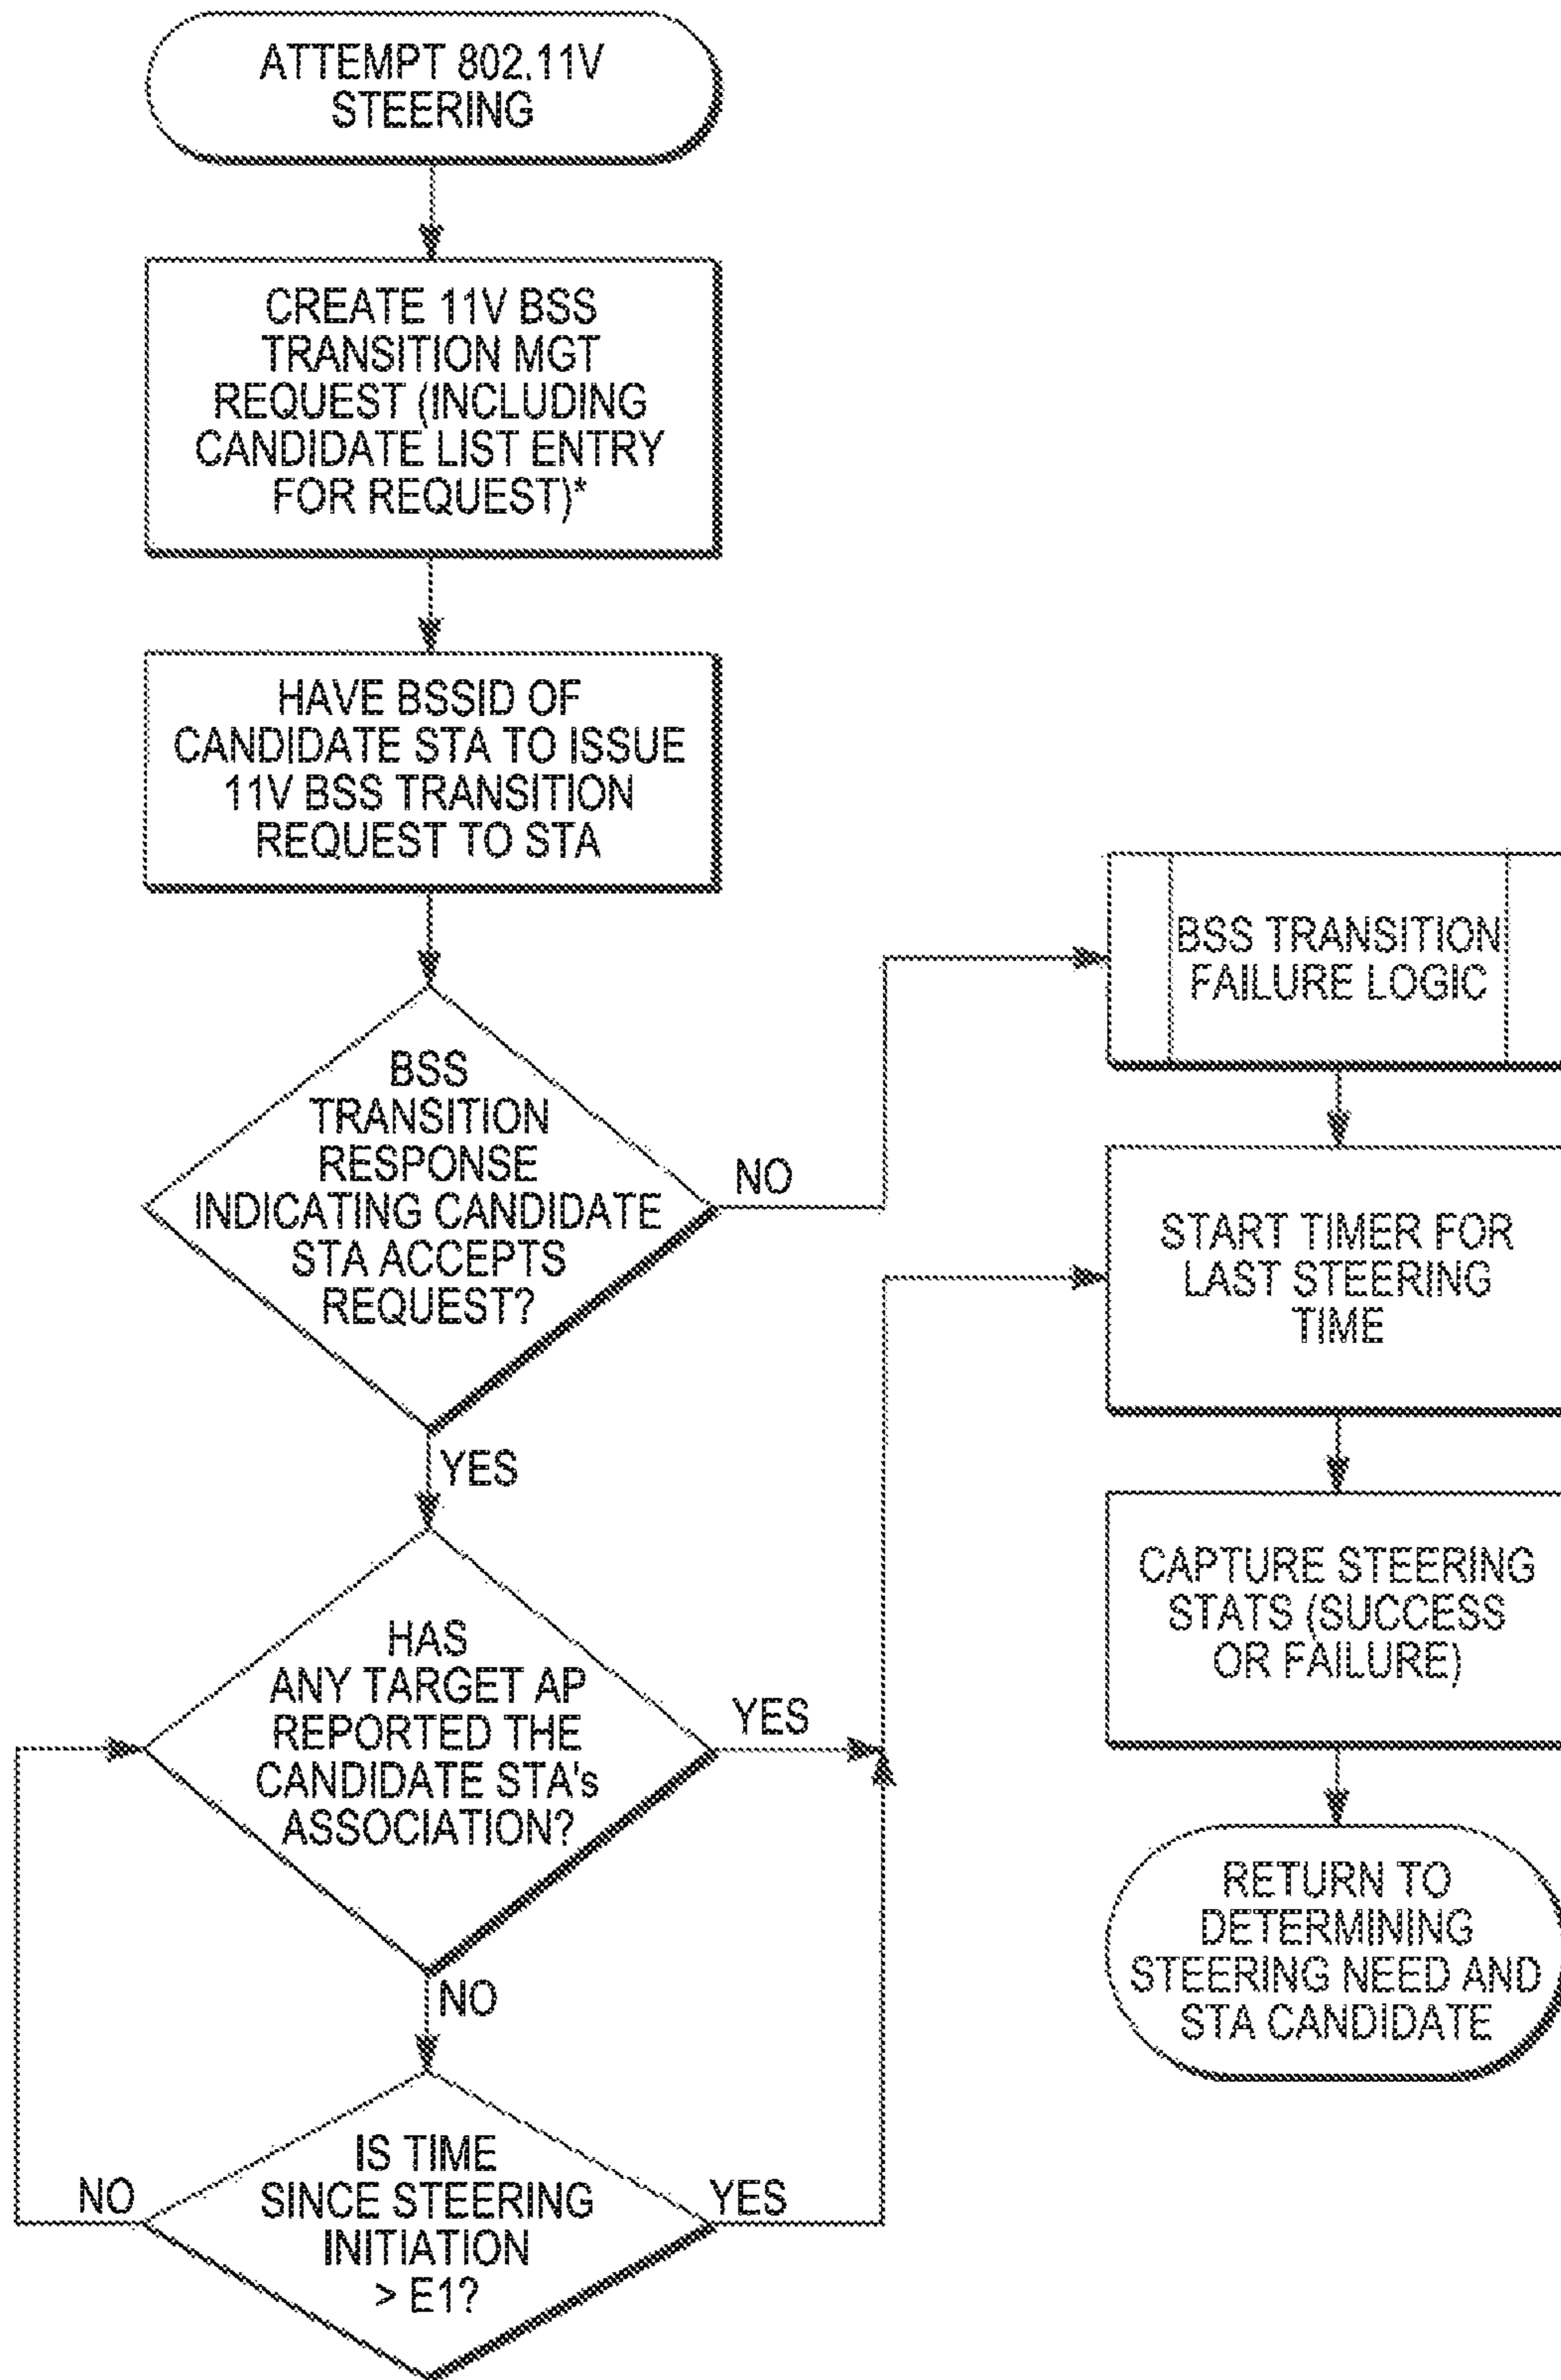 ATTEMPT 802.11V
STEERING
CREATE 11V BSS
TRANSITION MGT
REQUEST (INCLUDING
CANDIDATE LIST ENTRY
FOR REQUEST)*
HAVE BSSID OF
CANDIDATE STA TO ISSUE
11V BSS TRANSITION
REQUEST TO STA
BSS
TRANSITION
RESPONSE
INDICATING CANDIDATE
STA ACCEPTS
REQUEST?
NO
YES
HAS
ANY TARGET AP
REPORTED THE
CANDIDATE STA's
ASSOCIATION?
YES
NO
IS TIME
SINCE STEERING
INITIATION
> E1?
NO
YES
BSS TRANSITION
FAILURE LOGIC
START TIMER FOR
LAST STEERING
TIME
CAPTURE STEERING
STATS (SUCCESS
OR FAILURE)
RETURN TO
DETERMINING
STEERING NEED AND
STA CANDIDATE